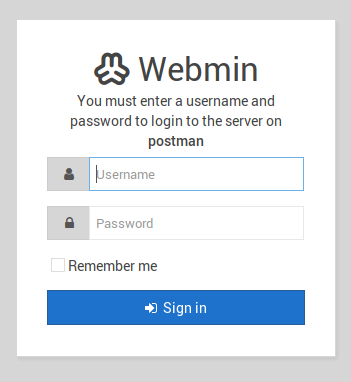 Webmin
You must enter a username and
password to login to the server on
postman
Username
Password
Remember me
Sign in